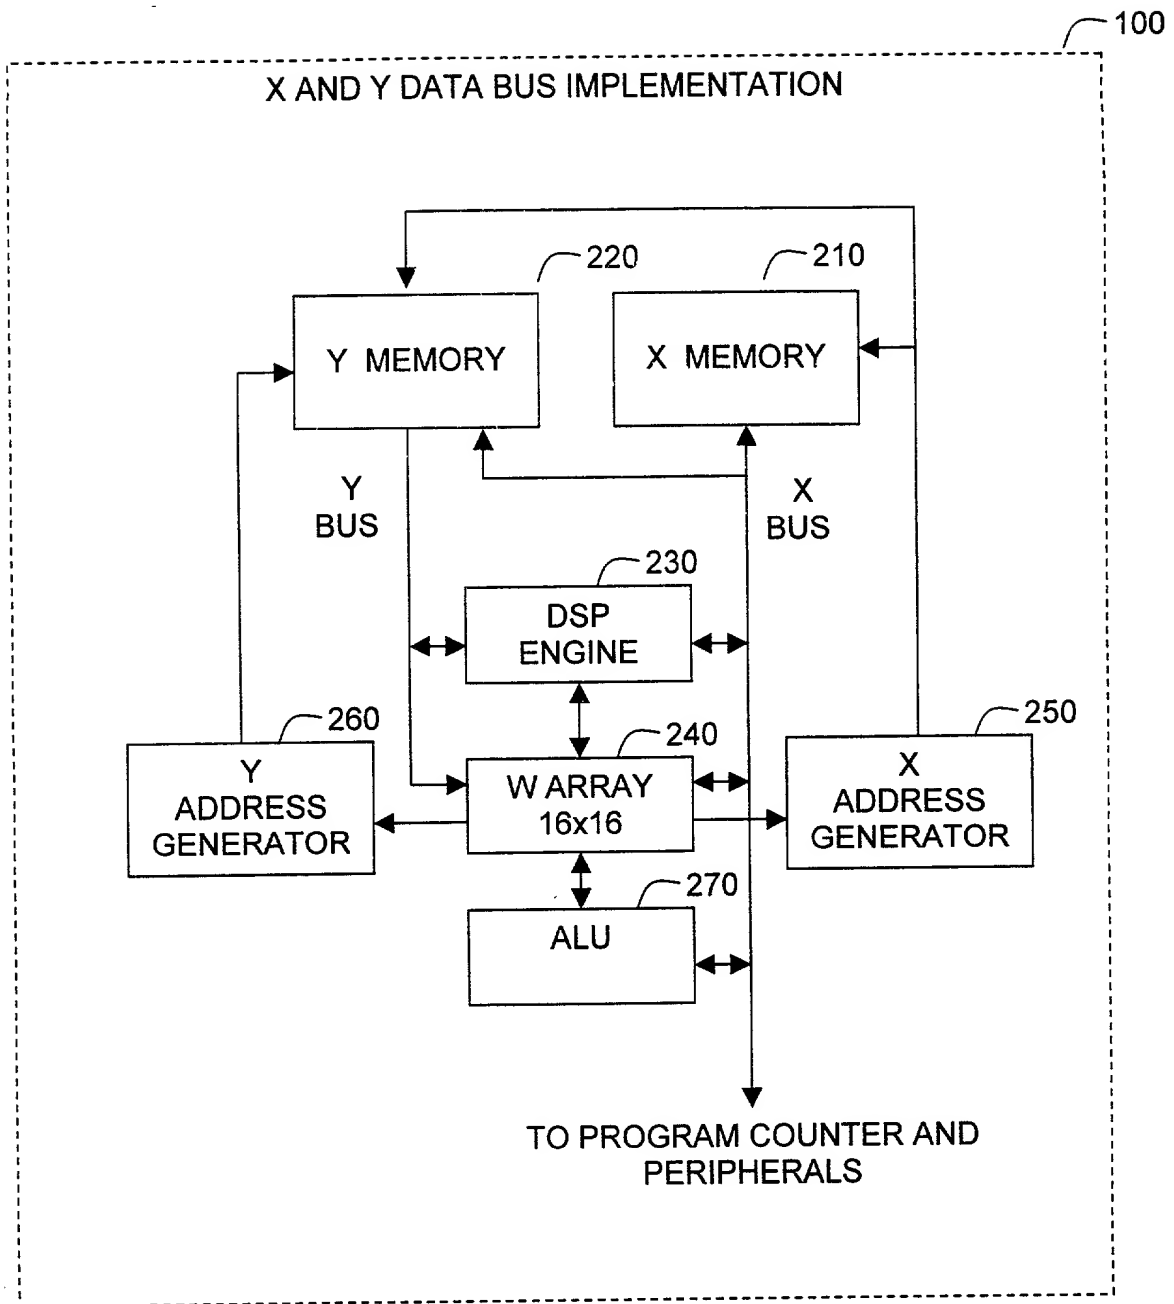 100
X AND Y DATA BUS IMPLEMENTATION
220
210
Y MEMORY
X MEMORY
Y
BUS
X
BUS
230
DSP
ENGINE
260
240
250
Y
ADDRESS
GENERATOR
W ARRAY
16x16
X
ADDRESS
GENERATOR
270
ALU
TO PROGRAM COUNTER AND
PERIPHERALS